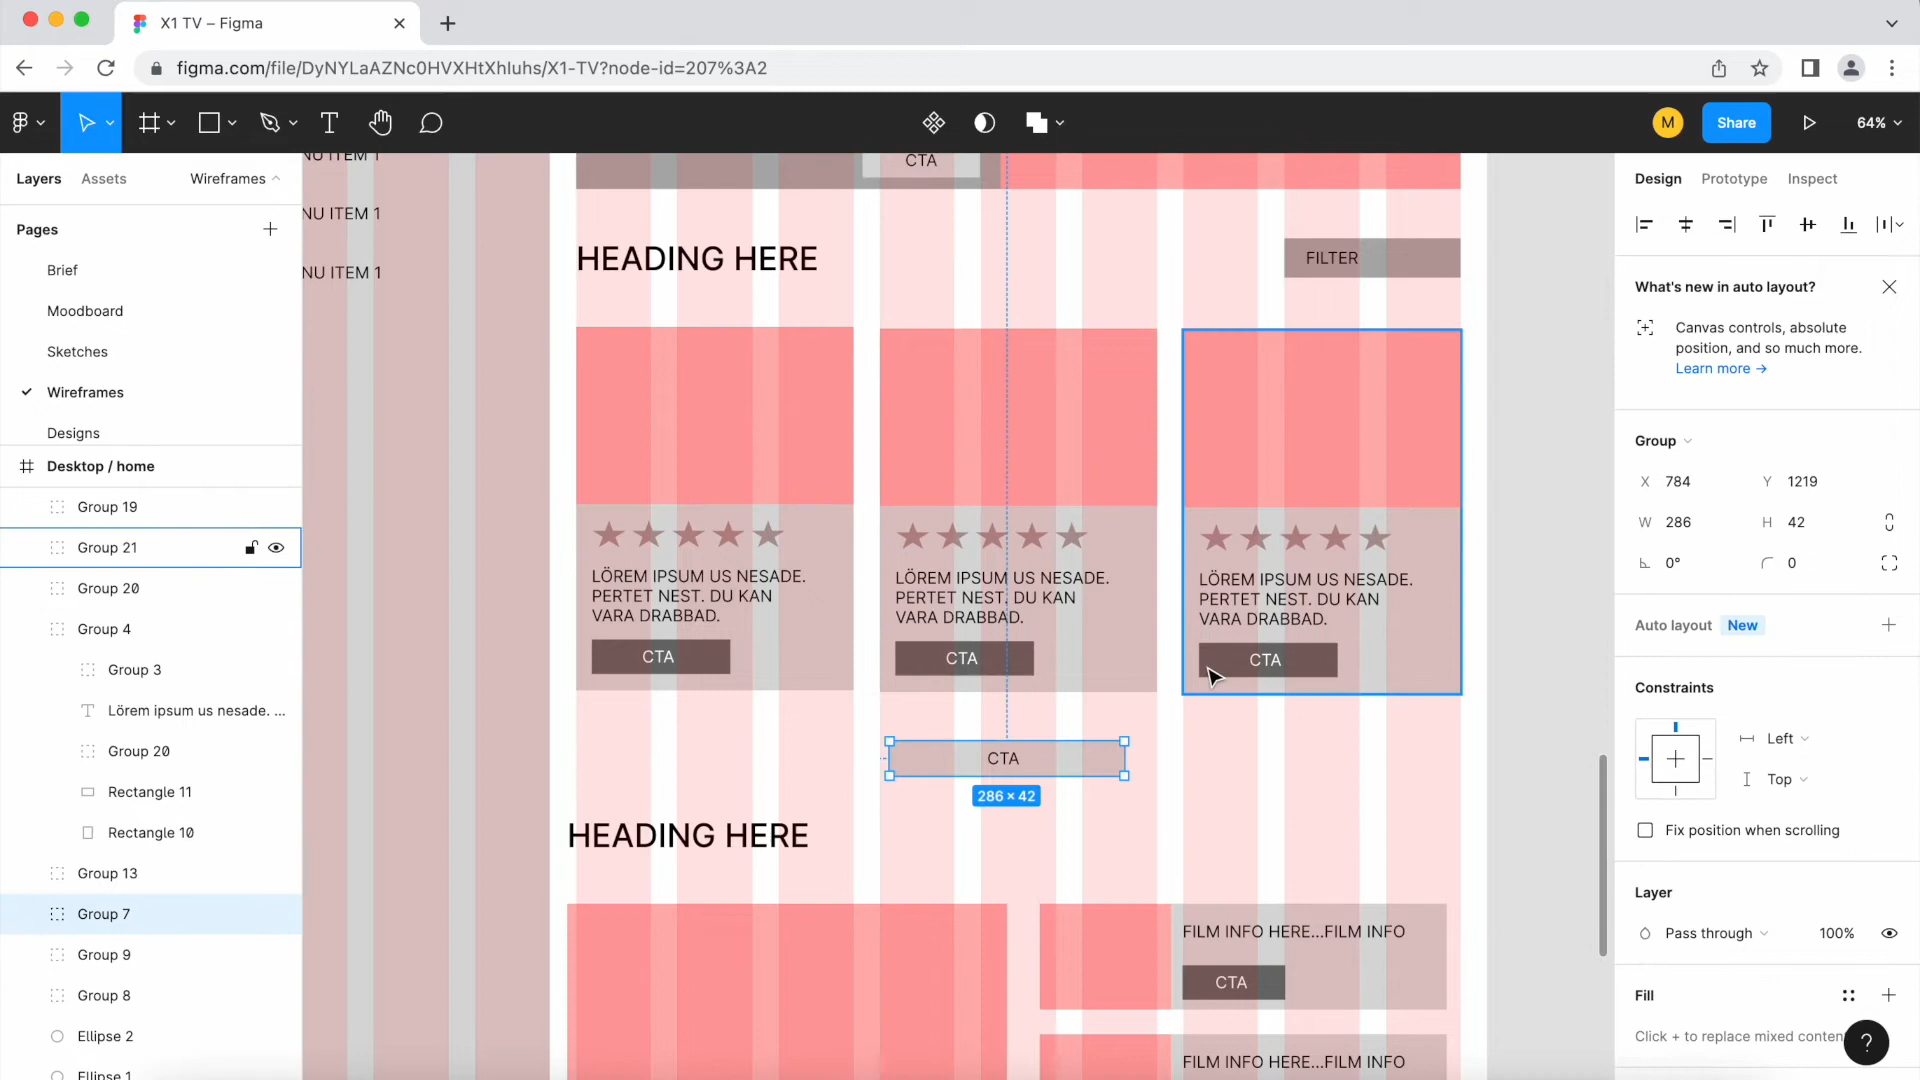 X1 TV – Figma
figma.com/file/DyNYLaAZNc0HVXHtXhIuhs/X1-TV?node-id=207%3A2
M
Share
64%
Layers
Assets
Wireframes
Pages
Brief
Moodboard
Sketches
Wireframes
Designs
Desktop / home
Group 19
Group 21
Group 20
Group 4
Group 3
Lörem ipsum us nesade. ...
Group 20
Rectangle 11
Rectangle 10
Group 13
Group 7
Group 9
Group 8
Ellipse 2
Ellipse 1
NU ITEM 1
NU ITEM 1
NU ITEM 1
CTA
HEADING HERE
FILTER
LÖREM IPSUM US NESADE.
PERTET NEST. DU KAN
VARA DRABBAD.
CTA
LÖREM IPSUM US NESADE.
PERTET NEST. DU KAN
VARA DRABBAD.
CTA
LÖREM IPSUM US NESADE.
PERTET NEST. DU KAN
VARA DRABBAD.
CTA
CTA
286 × 42
HEADING HERE
FILM INFO HERE...FILM INFO
CTA
FILM INFO HERE...FILM INFO
Design
Prototype
Inspect
What's new in auto layout?
Canvas controls, absolute
position, and so much more.
Learn more →
Group
X 784
Y 1219
W 286
H 42
0°
0
Auto layout
New
Constraints
Left
Top
Fix position when scrolling
Layer
Pass through
100%
Fill
Click + to replace mixed conten
?